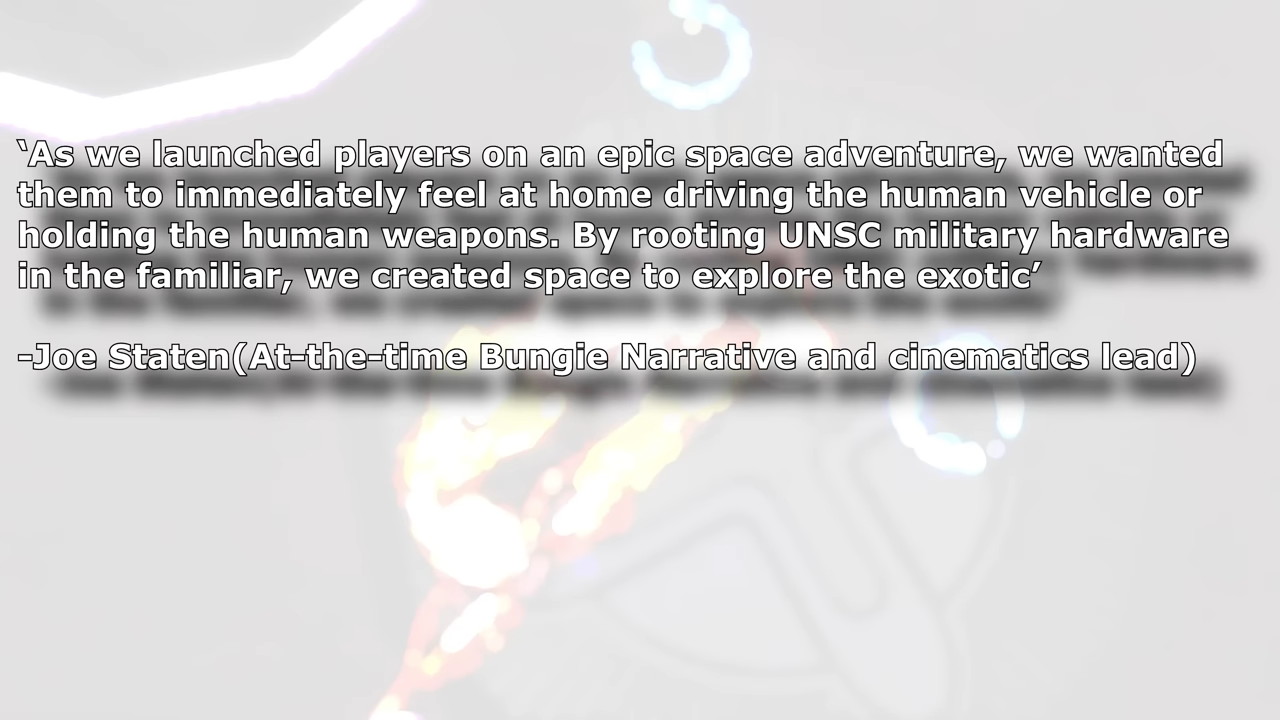 ‘As we launched players on an epic space adventure, we wanted
them to immediately feel at home driving the human vehicle or
holding the human weapons. By rooting UNSC military hardware
in the familiar, we created space to explore the exotic’
-Joe Staten(At-the-time Bungie Narrative and cinematics lead)